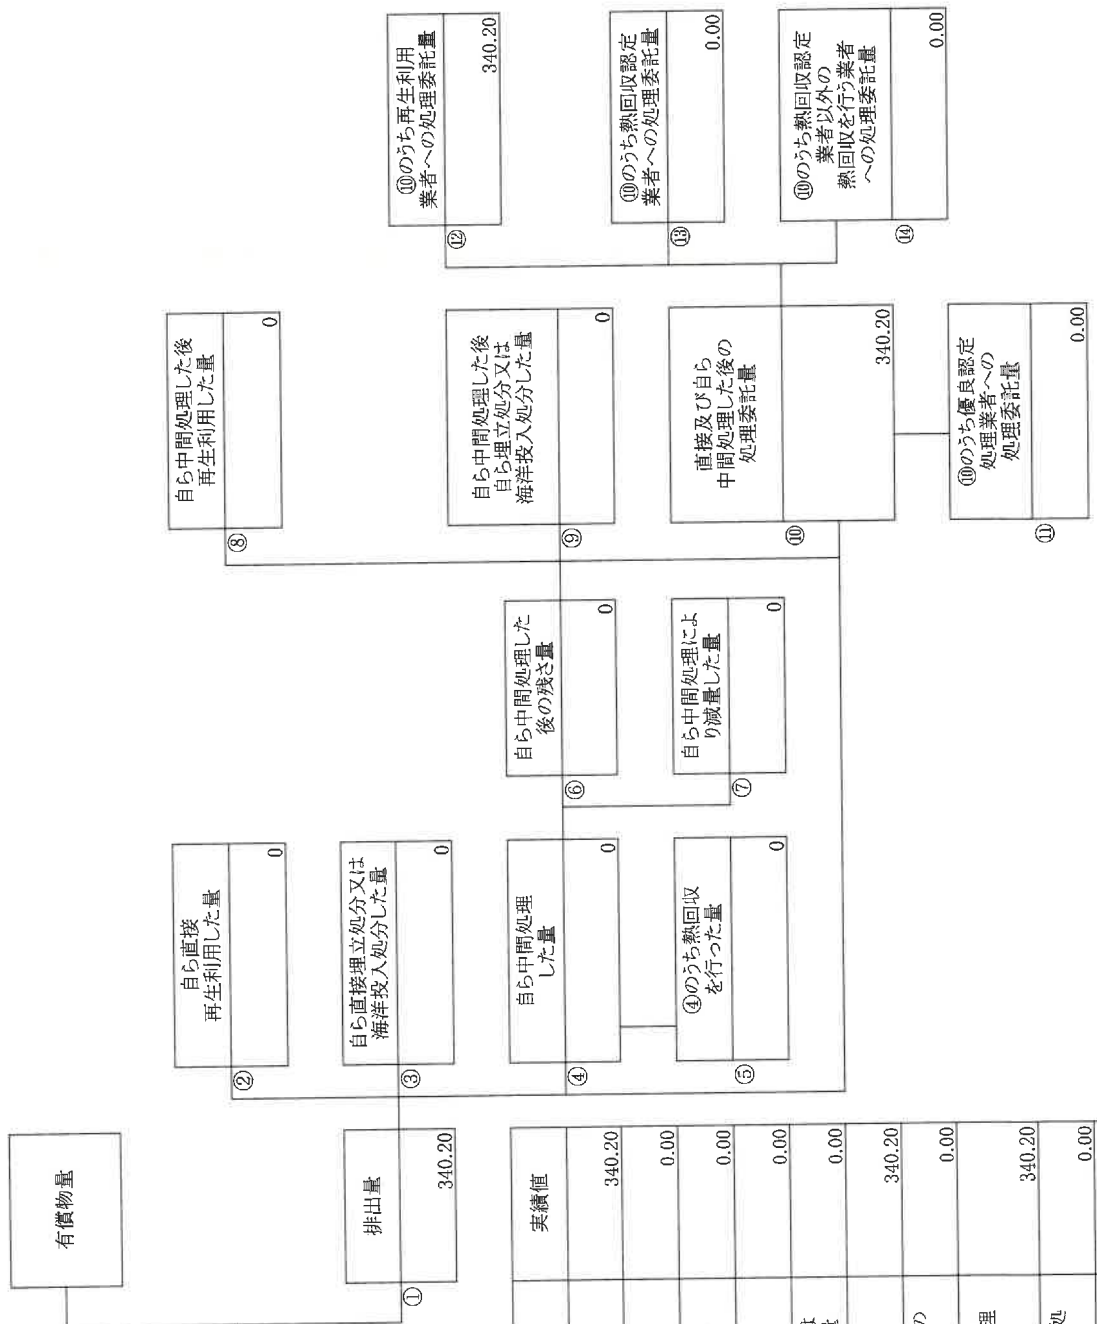 有償物量
①
排出量
340.20
②
自ら直接
再生利用した量
0
③
自ら直接埋立処分又は
海洋投入処分した量
0
④
自ら中間処理
した量
0
⑤
④のうち熱回収
を行った量
0
⑥
自ら中間処理した
後の残さ量
0
⑦
自ら中間処理によ
り減量した量
0
⑧
自ら中間処理した後
再生利用した量
0
⑨
自ら中間処理した後
自ら埋立処分又は
海洋投入処分した量
0
⑩
直接及び自ら
中間処理した後の
処理委託量
340.20
⑪
⑩のうち優良認定
処理業者への
処理委託量
0.00
⑫
⑩のうち再生利用
業者への処理委託量
340.20
⑬
⑩のうち熱回収認定
業者への処理委託量
0.00
⑭
⑩のうち熱回収認定
業者以外の
熱回収を行う業者
への処理委託量
0.00
実績値
340.20
0.00
0.00
0.00
0.00
340.20
の
0.00
理
340.20
処
0.00